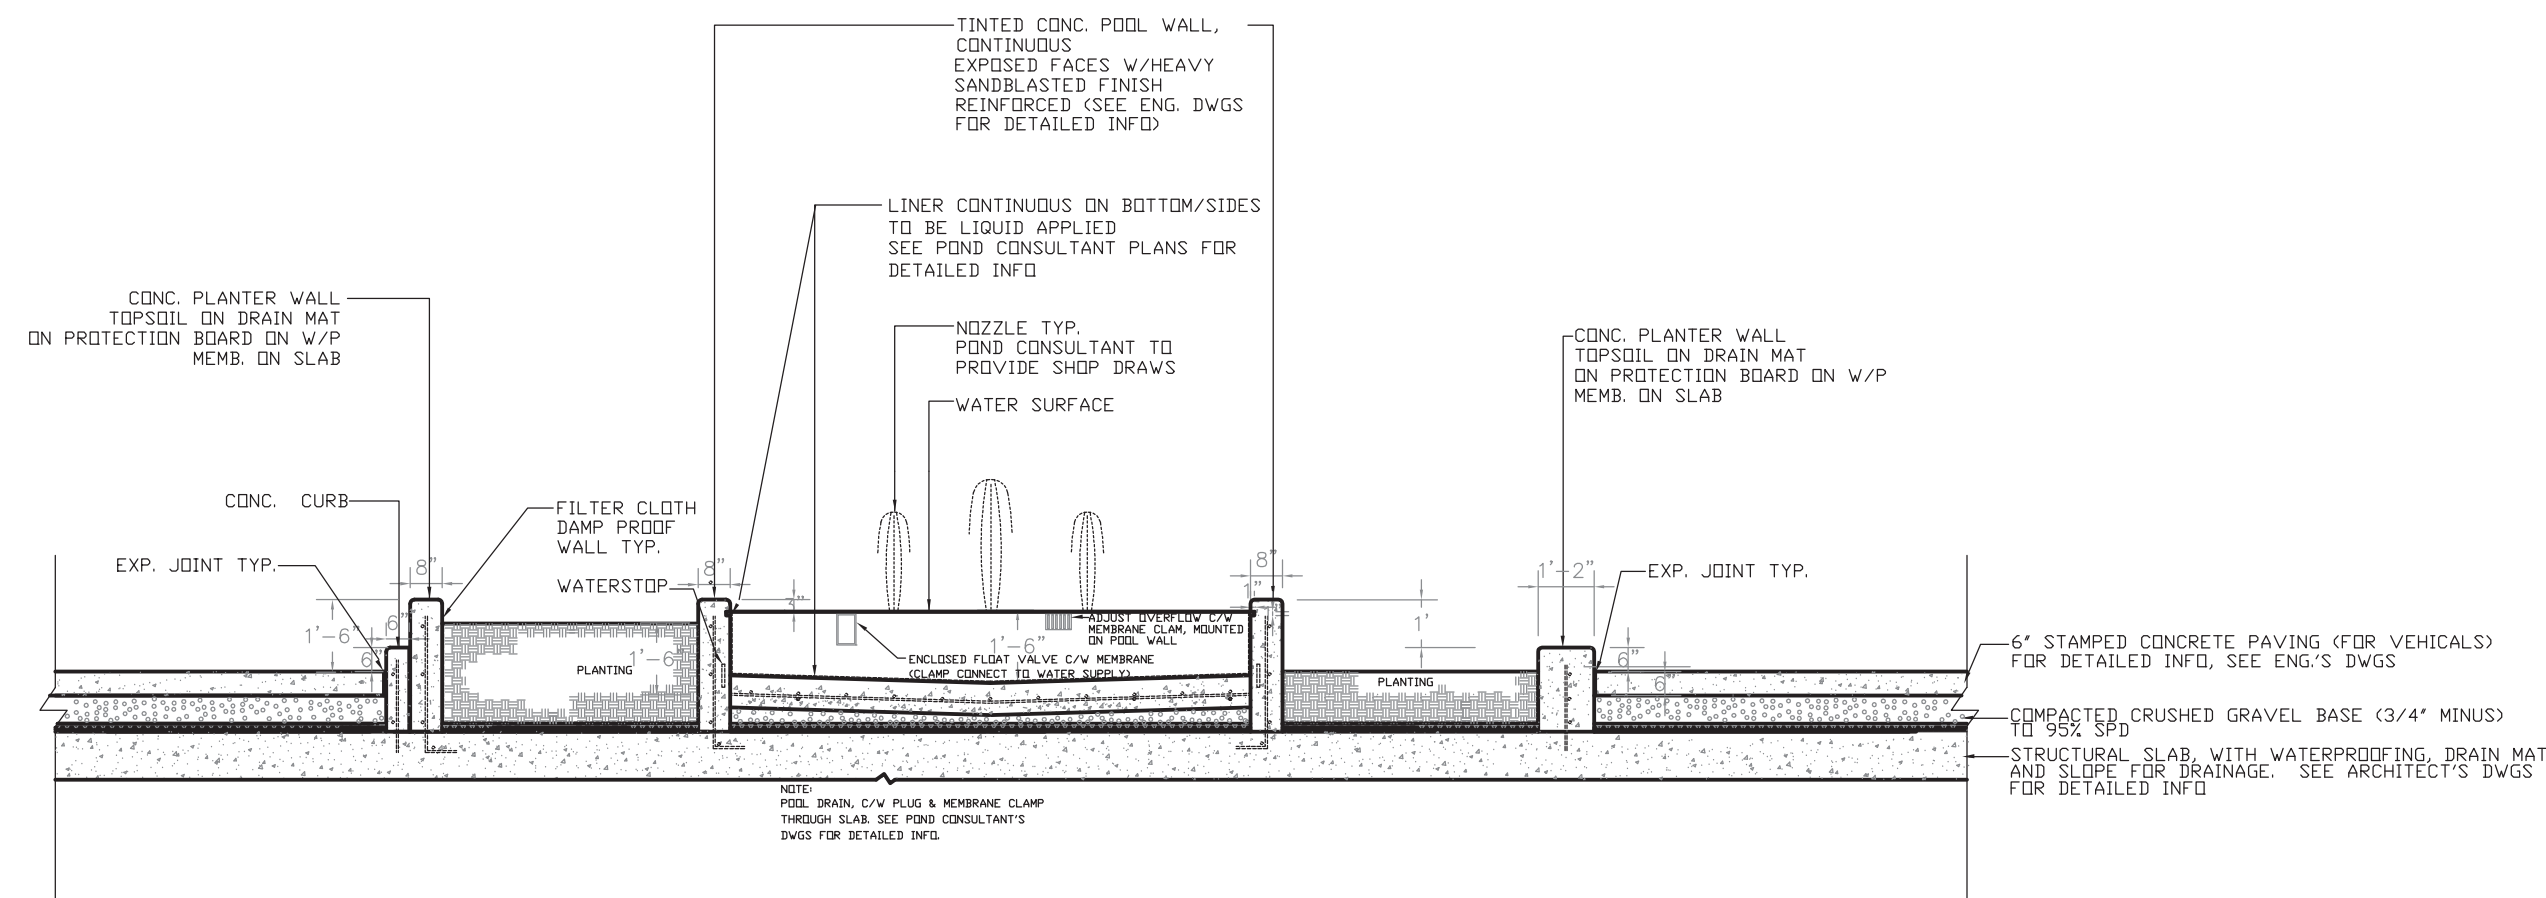 TINTED CONC. POOL WALL,
CONTINUOUS
EXPOSED FACES W/HEAVY
SANDBLASTED FINISH
REINFORCED (SEE ENG. DWGS
FOR DETAILED INFO)
LINER CONTINUOUS ON BOTTOM/SIDES
TO BE LIQUID APPLIED
SEE POND CONSULTANT PLANS FOR
DETAILED INFO
CONC. PLANTER WALL
TOPSOIL ON DRAIN MAT
ON PROTECTION BOARD ON W/P
MEMB. ON SLAB
NOZZLE TYP.
POND CONSULTANT TO
PROVIDE SHOP DRAWS
WATER SURFACE
CONC. PLANTER WALL
TOPSOIL ON DRAIN MAT
ON PROTECTION BOARD ON W/P
MEMB. ON SLAB
CONC. CURB
FILTER CLOTH
DAMP PROOF
WALL TYP.
EXP. JOINT TYP.
WATERSTOP
EXP. JOINT TYP.
8"
8"
8"
1'-2"
1"
1'-6"
6"
6"
1'-6"
1'-6"
1'
6"
6"
PLANTING
PLANTING
ADJUST OVERFLOW C/W
MEMBRANE CLAM, MOUNTED
ON POOL WALL
ENCLOSED FLOAT VALVE C/W MEMBRANE
(CLAMP CONNECT TO WATER SUPPLY)
6" STAMPED CONCRETE PAVING (FOR VEHICALS)
FOR DETAILED INFO, SEE ENG.'S DWGS
COMPACTED CRUSHED GRAVEL BASE (3/4" MINUS)
TO 95% SPD
STRUCTURAL SLAB, WITH WATERPROOFING, DRAIN MAT
AND SLOPE FOR DRAINAGE. SEE ARCHITECT'S DWGS
FOR DETAILED INFO
NOTE:
POOL DRAIN, C/W PLUG & MEMBRANE CLAMP
THROUGH SLAB. SEE POND CONSULTANT'S
DWGS FOR DETAILED INFO.